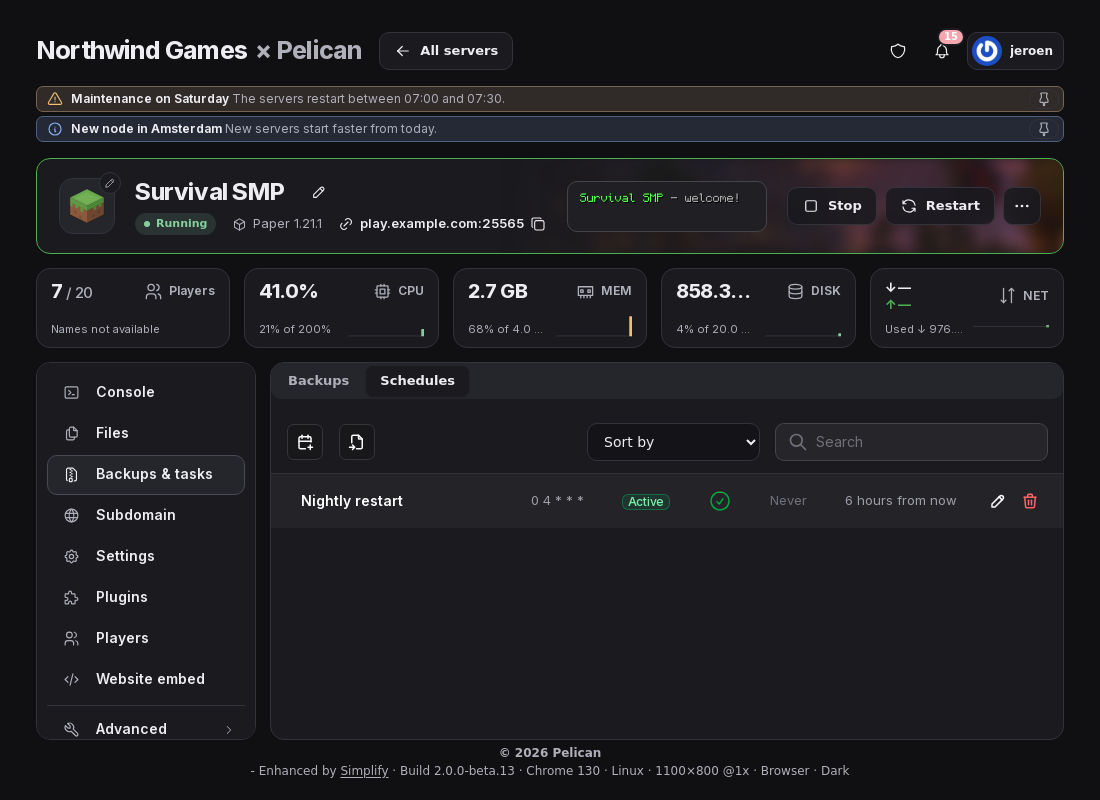 Northwind Games × Pelican
All servers
15
jeroen
Maintenance on Saturday The servers restart between 07:00 and 07:30.
New node in Amsterdam New servers start faster from today.
Survival SMP
Running
Paper 1.21.1
play.example.com:25565
Survival SMP — welcome!
Stop
Restart
7 / 20
Players
Names not available
41.0%
CPU
21% of 200%
2.7 GB
MEM
68% of 4.0 ...
858.3...
DISK
4% of 20.0 ...
↓—
↑—
NET
Used ↓ 976....
Console
Files
Backups & tasks
Subdomain
Settings
Plugins
Players
Website embed
Advanced
Backups
Schedules
Sort by
Search
Nightly restart
0 4 * * *
Active
Never
6 hours from now
© 2026 Pelican
- Enhanced by Simplify · Build 2.0.0-beta.13 · Chrome 130 · Linux · 1100×800 @1x · Browser · Dark